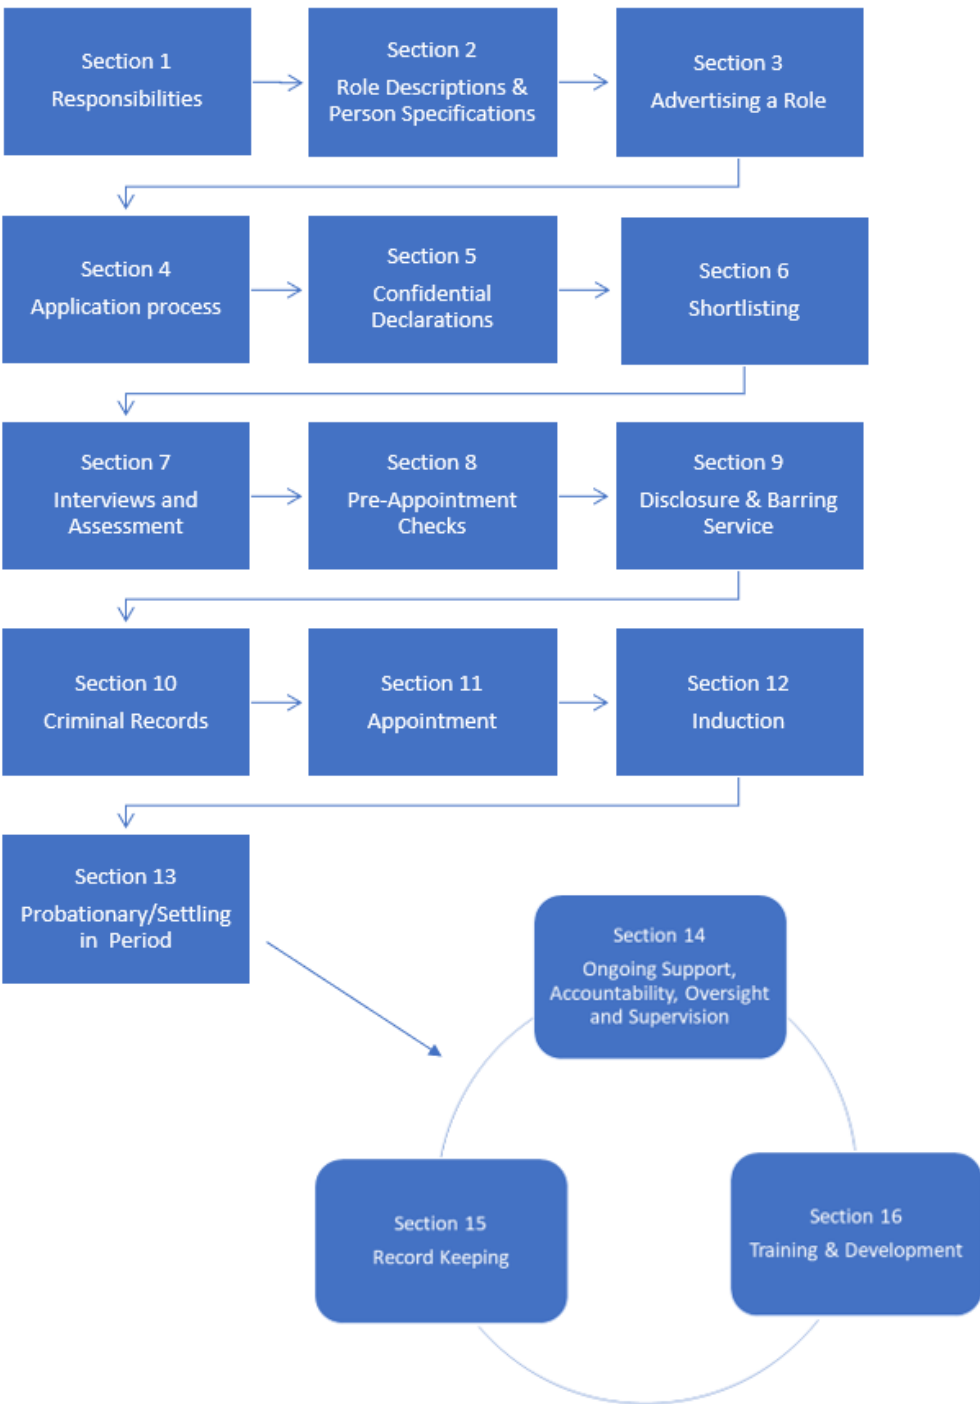 Section 1
Responsibilities
Section 2
Role Descriptions &
Person Specifications
Section 3
Advertising a Role
Section 4
Application process
Section 5
Confidential
Declarations
Section 6
Shortlisting
Section 7
Interviews and
Assessment
Section 8
Pre-Appointment
Checks
Section 9
Disclosure & Barring
Service
Section 10
Criminal Records
Section 11
Appointment
Section 12
Induction
Section 13
Probationary/Settling
in Period
Section 14
Ongoing Support,
Accountability, Oversight
and Supervision
Section 15
Record Keeping
Section 16
Training & Development